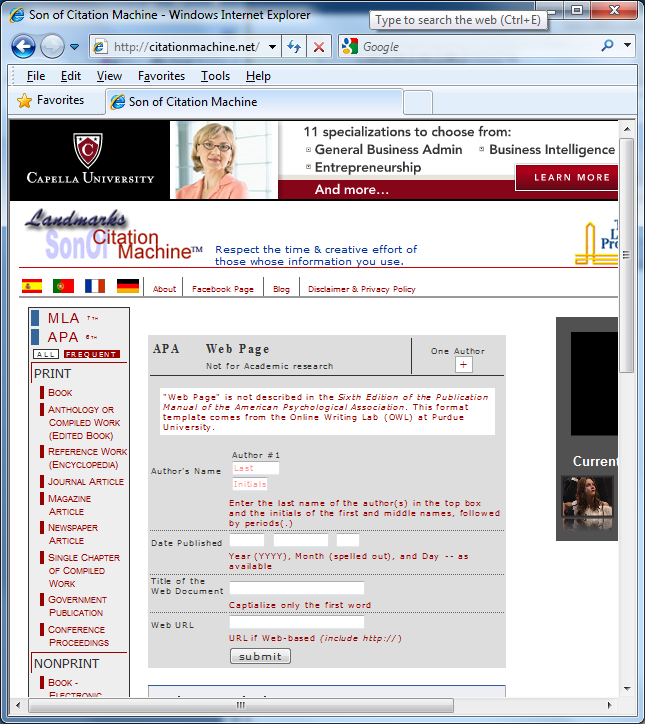 Son of Citation Machine - Windows Internet Explorer
Type to search the web (Ctrl+E)
http://citationmachine.net/
Google
File Edit View Favorites Tools Help
Favorites
Son of Citation Machine
CAPELLA UNIVERSITY
11 specializations to choose from:
General Business Admin Business Intelligence
Entrepreneurship
And more...
LEARN MORE
Landmarks
SonOf Citation
Machine™
Respect the time & creative effort of
those whose information you use.
About Facebook Page Blog Disclaimer & Privacy Policy
MLA 7TH
APA 6TH
ALL FREQUENT
PRINT
BOOK
ANTHOLOGY OR
COMPILED WORK
(EDITED BOOK)
REFERENCE WORK
(ENCYCLOPEDIA)
JOURNAL ARTICLE
MAGAZINE
ARTICLE
NEWSPAPER
ARTICLE
SINGLE CHAPTER
OF COMPILED
WORK
GOVERNMENT
PUBLICATION
CONFERENCE
PROCEEDINGS
NONPRINT
BOOK -
ELECTRONIC
APA Web Page
Not for Academic research
One Author
+
"Web Page" is not described in the Sixth Edition of the Publication
Manual of the American Psychological Association. This format
template comes from the Online Writing Lab (OWL) at Purdue
University.
Author #1
Author's Name
Last
Initials
Enter the last name of the author(s) in the top box
and the initials of the first and middle names, followed
by periods(.)
Date Published
Year (YYYY), Month (spelled out), and Day -- as
available
Title of the
Web Document
Captialize only the first word
Web URL
URL if Web-based (include http://)
submit
Current